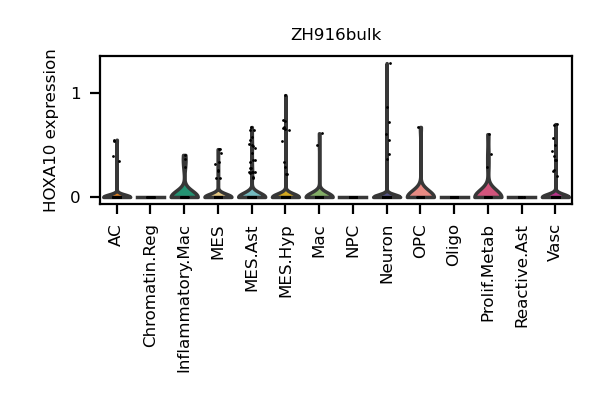 ZH916bulk
HOXA10 expression
1
0
AC
Chromatin.Reg
Inflammatory.Mac
MES
MES.Ast
MES.Hyp
Mac
NPC
Neuron
OPC
Oligo
Prolif.Metab
Reactive.Ast
Vasc